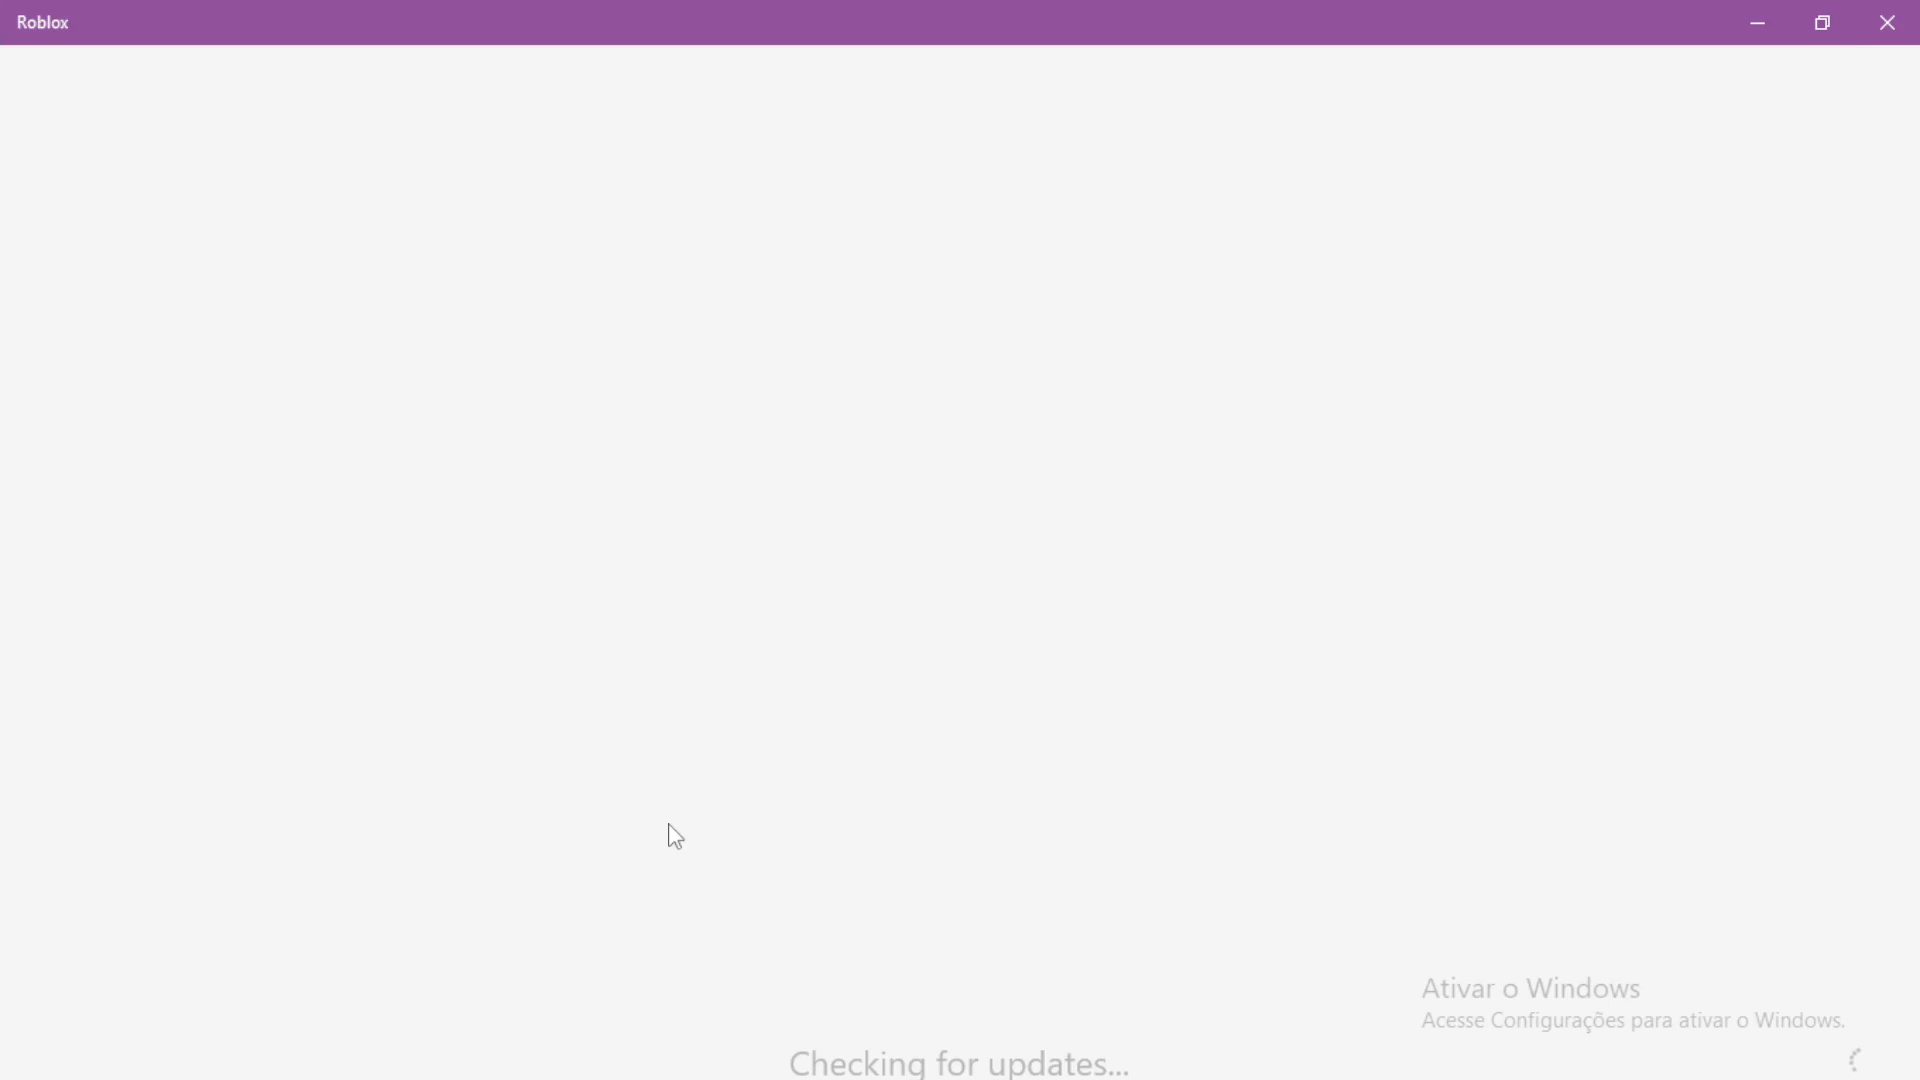 Roblox
Ativar o Windows
Acesse Configurações para ativar o Windows.
Checking for updates...